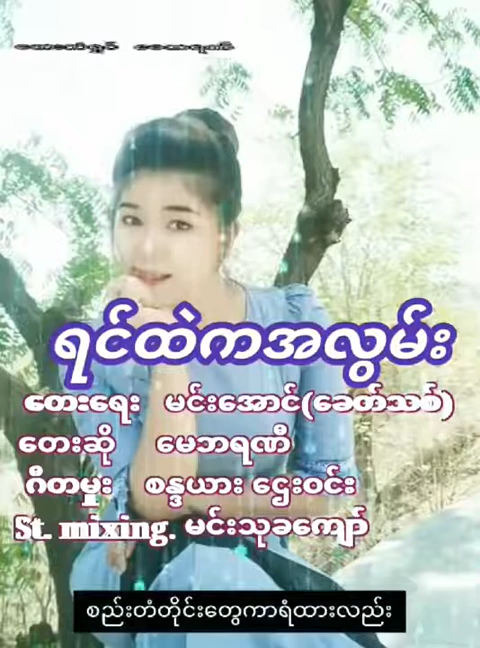 ရင်ထဲကအလွမ်း
တေးရေး မင်းအောင်(ခေတ်သစ်)
တေးဆို မေဘရဏီ
ဂီတမှူး စန္ဒယား ဌေးဝင်း
St. mixing. မင်းသုခကျော်
စည်းတံတိုင်းတွေကာရံထားလည်း